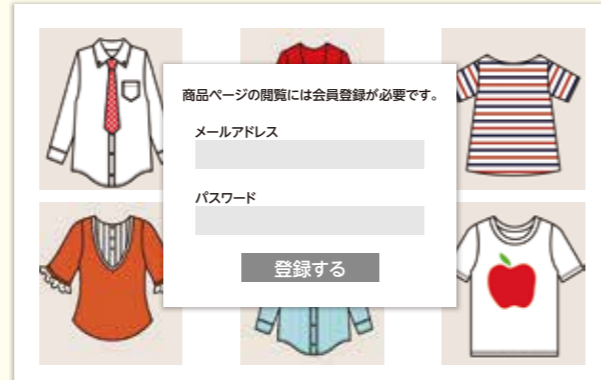 商品ページの閲覧には会員登録が必要です。
メールアドレス
パスワード
登録する